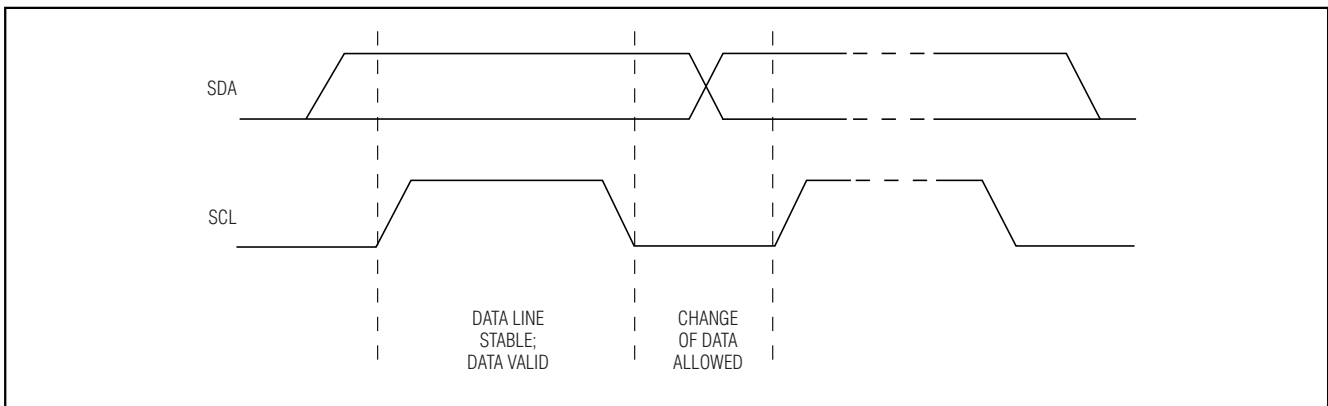 SDA
SCL
DATA LINE
STABLE;
DATA VALID
CHANGE
OF DATA
ALLOWED